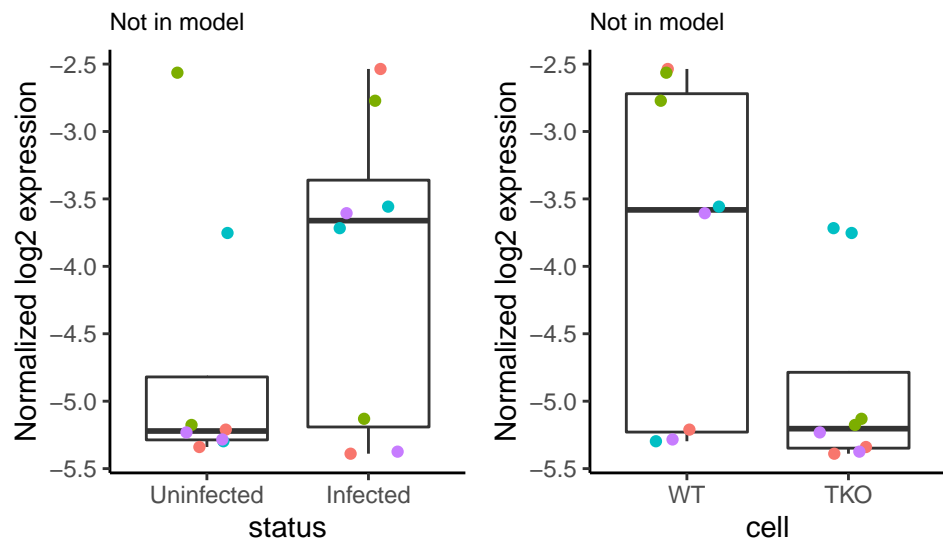 Not in model
Normalized log2 expression
−2.5
−3.0
−3.5
−4.0
−4.5
−5.0
−5.5
Uninfected
Infected
status
Not in model
Normalized log2 expression
−2.5
−3.0
−3.5
−4.0
−4.5
−5.0
−5.5
WT
TKO
cell